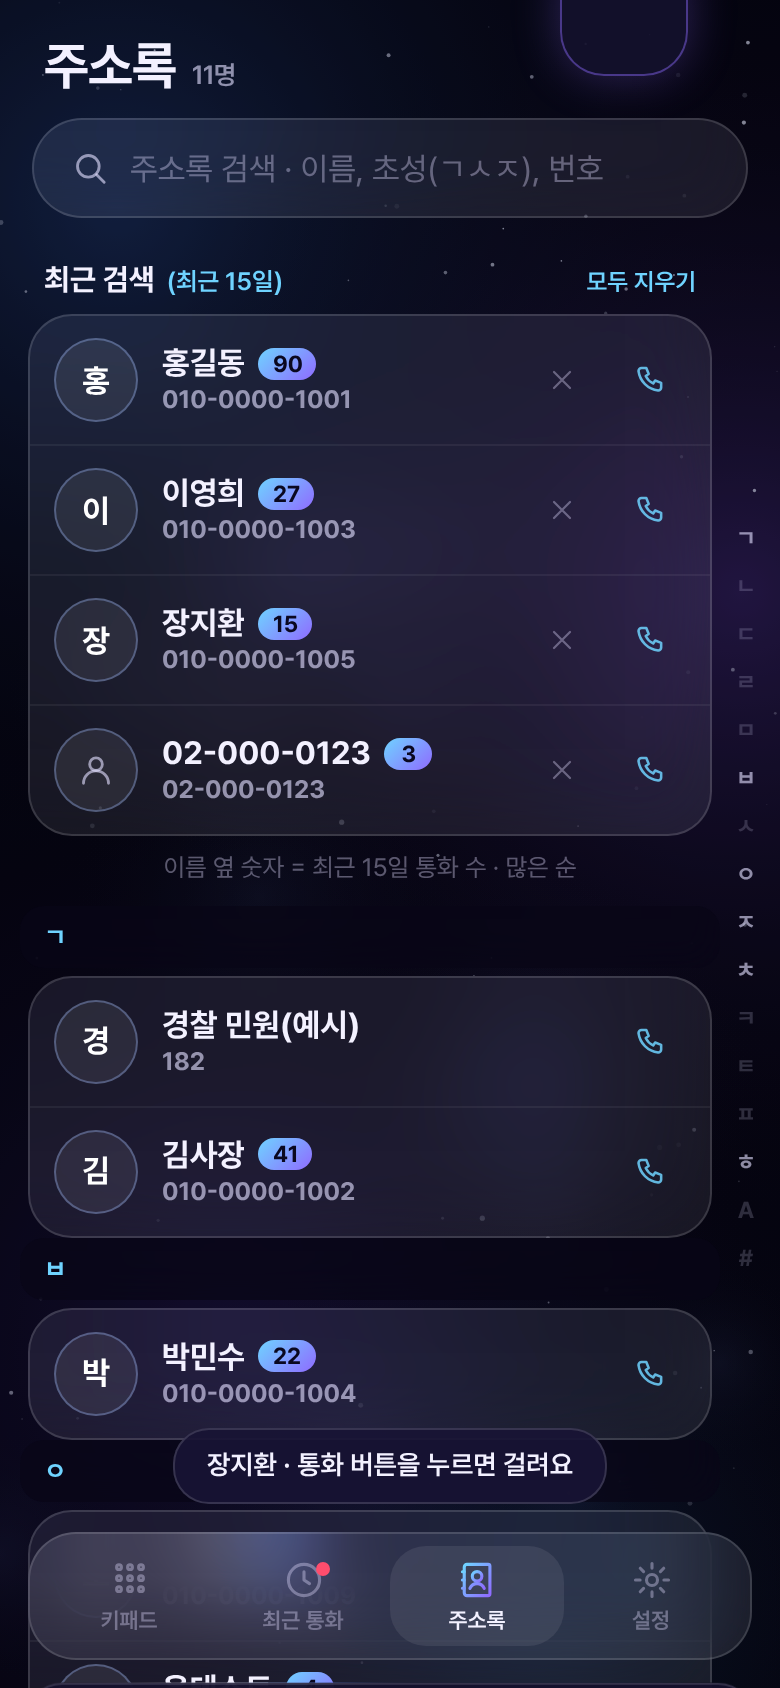 주소록 11명
주소록 검색 · 이름, 초성(ㄱㅅㅈ), 번호
최근 검색 (최근 15일) 모두 지우기
홍 홍길동 90
010-0000-1001
이 이영희 27
010-0000-1003
장 장지환 15
010-0000-1005
02-000-0123 3
02-000-0123
이름 옆 숫자 = 최근 15일 통화 수 · 많은 순
ㄱ
경 경찰 민원(예시)
182
김 김사장 41
010-0000-1002
ㅂ
박 박민수 22
010-0000-1004
ㅇ
장지환 · 통화 버튼을 누르면 걸려요
키패드
최근 통화
주소록
설정
ㄱ
ㄴ
ㄷ
ㄹ
ㅁ
ㅂ
ㅅ
ㅇ
ㅈ
ㅊ
ㅋ
ㅌ
ㅍ
ㅎ
A
#